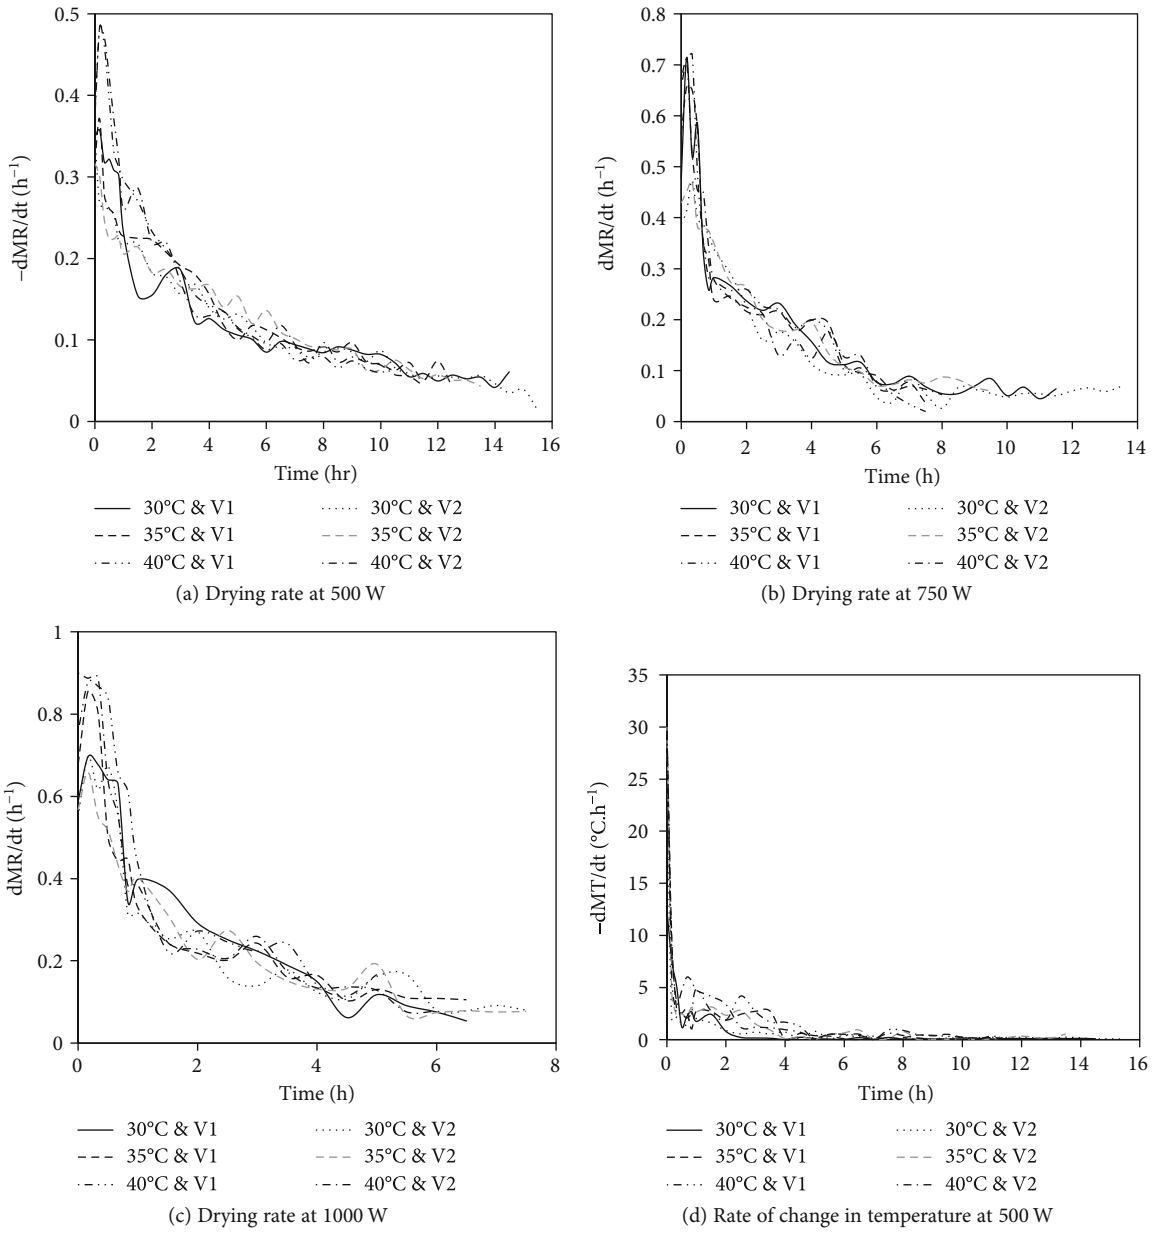 0.5
0.4
0.3
0.2
0.1
0
−dMR/dt (h−1)
0 2 4 6 8 10 12 14 16
Time (hr)
30°C & V1 30°C & V2
35°C & V1 35°C & V2
40°C & V1 40°C & V2
(a) Drying rate at 500 W
0.8
0.7
0.6
0.5
0.4
0.3
0.2
0.1
0
dMR/dt (h−1)
0 2 4 6 8 10 12 14
Time (h)
30°C & V1 30°C & V2
35°C & V1 35°C & V2
40°C & V1 40°C & V2
(b) Drying rate at 750 W
1
0.8
0.6
0.4
0.2
0
dMR/dt (h−1)
0 2 4 6 8
Time (h)
30°C & V1 30°C & V2
35°C & V1 35°C & V2
40°C & V1 40°C & V2
(c) Drying rate at 1000 W
35
30
25
20
15
10
5
0
−dMT/dt (°C.h−1)
0 2 4 6 8 10 12 14 16
Time (h)
30°C & V1 30°C & V2
35°C & V1 35°C & V2
40°C & V1 40°C & V2
(d) Rate of change in temperature at 500 W